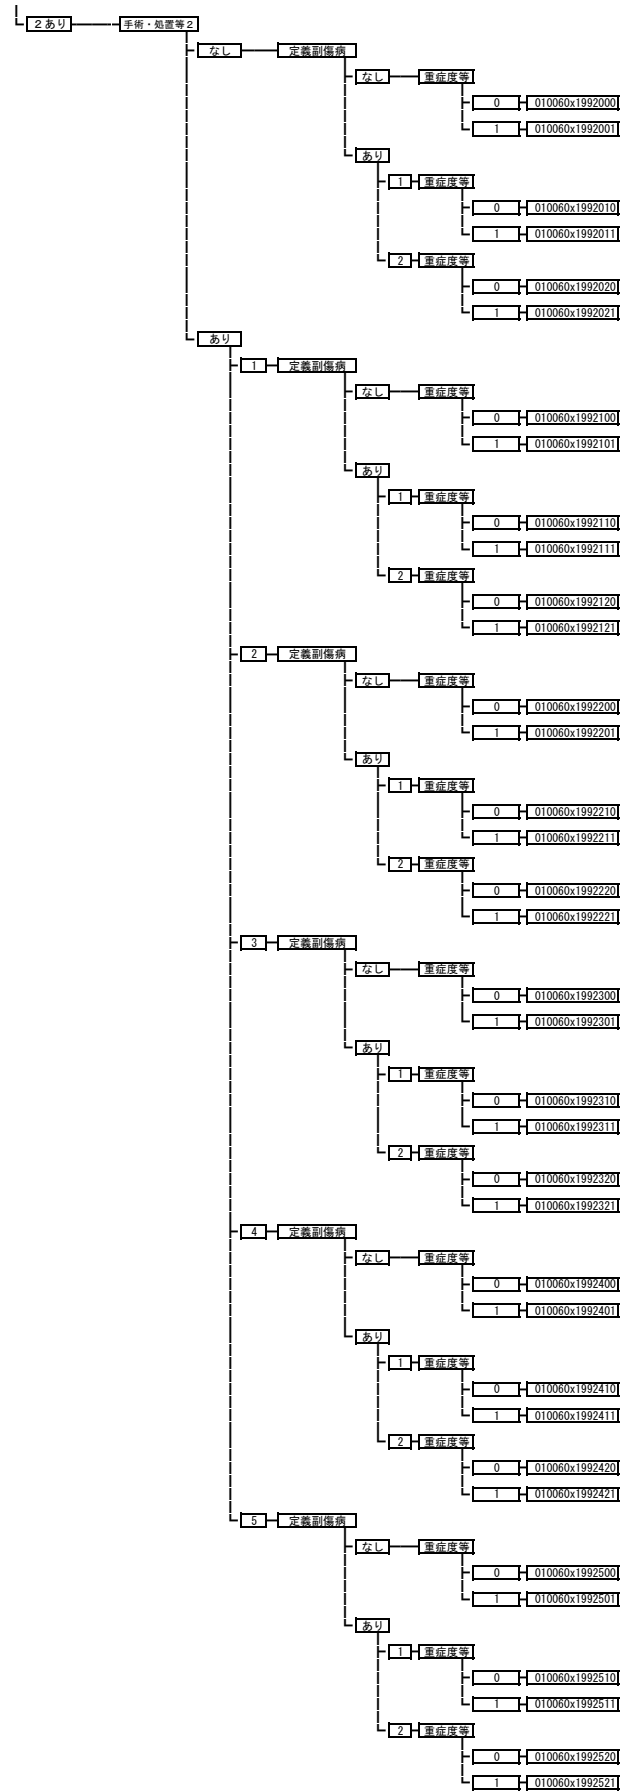 ２あり 手術・処置等２
なし 定義副傷病
なし 重症度等
0 010060x1992000
1 010060x1992001
あり
1 重症度等
0 010060x1992010
1 010060x1992011
2 重症度等
0 010060x1992020
1 010060x1992021
あり
1 定義副傷病
なし 重症度等
0 010060x1992100
1 010060x1992101
あり
1 重症度等
0 010060x1992110
1 010060x1992111
2 重症度等
0 010060x1992120
1 010060x1992121
2 定義副傷病
なし 重症度等
0 010060x1992200
1 010060x1992201
あり
1 重症度等
0 010060x1992210
1 010060x1992211
2 重症度等
0 010060x1992220
1 010060x1992221
3 定義副傷病
なし 重症度等
0 010060x1992300
1 010060x1992301
あり
1 重症度等
0 010060x1992310
1 010060x1992311
2 重症度等
0 010060x1992320
1 010060x1992321
4 定義副傷病
なし 重症度等
0 010060x1992400
1 010060x1992401
あり
1 重症度等
0 010060x1992410
1 010060x1992411
2 重症度等
0 010060x1992420
1 010060x1992421
5 定義副傷病
なし 重症度等
0 010060x1992500
1 010060x1992501
あり
1 重症度等
0 010060x1992510
1 010060x1992511
2 重症度等
0 010060x1992520
1 010060x1992521